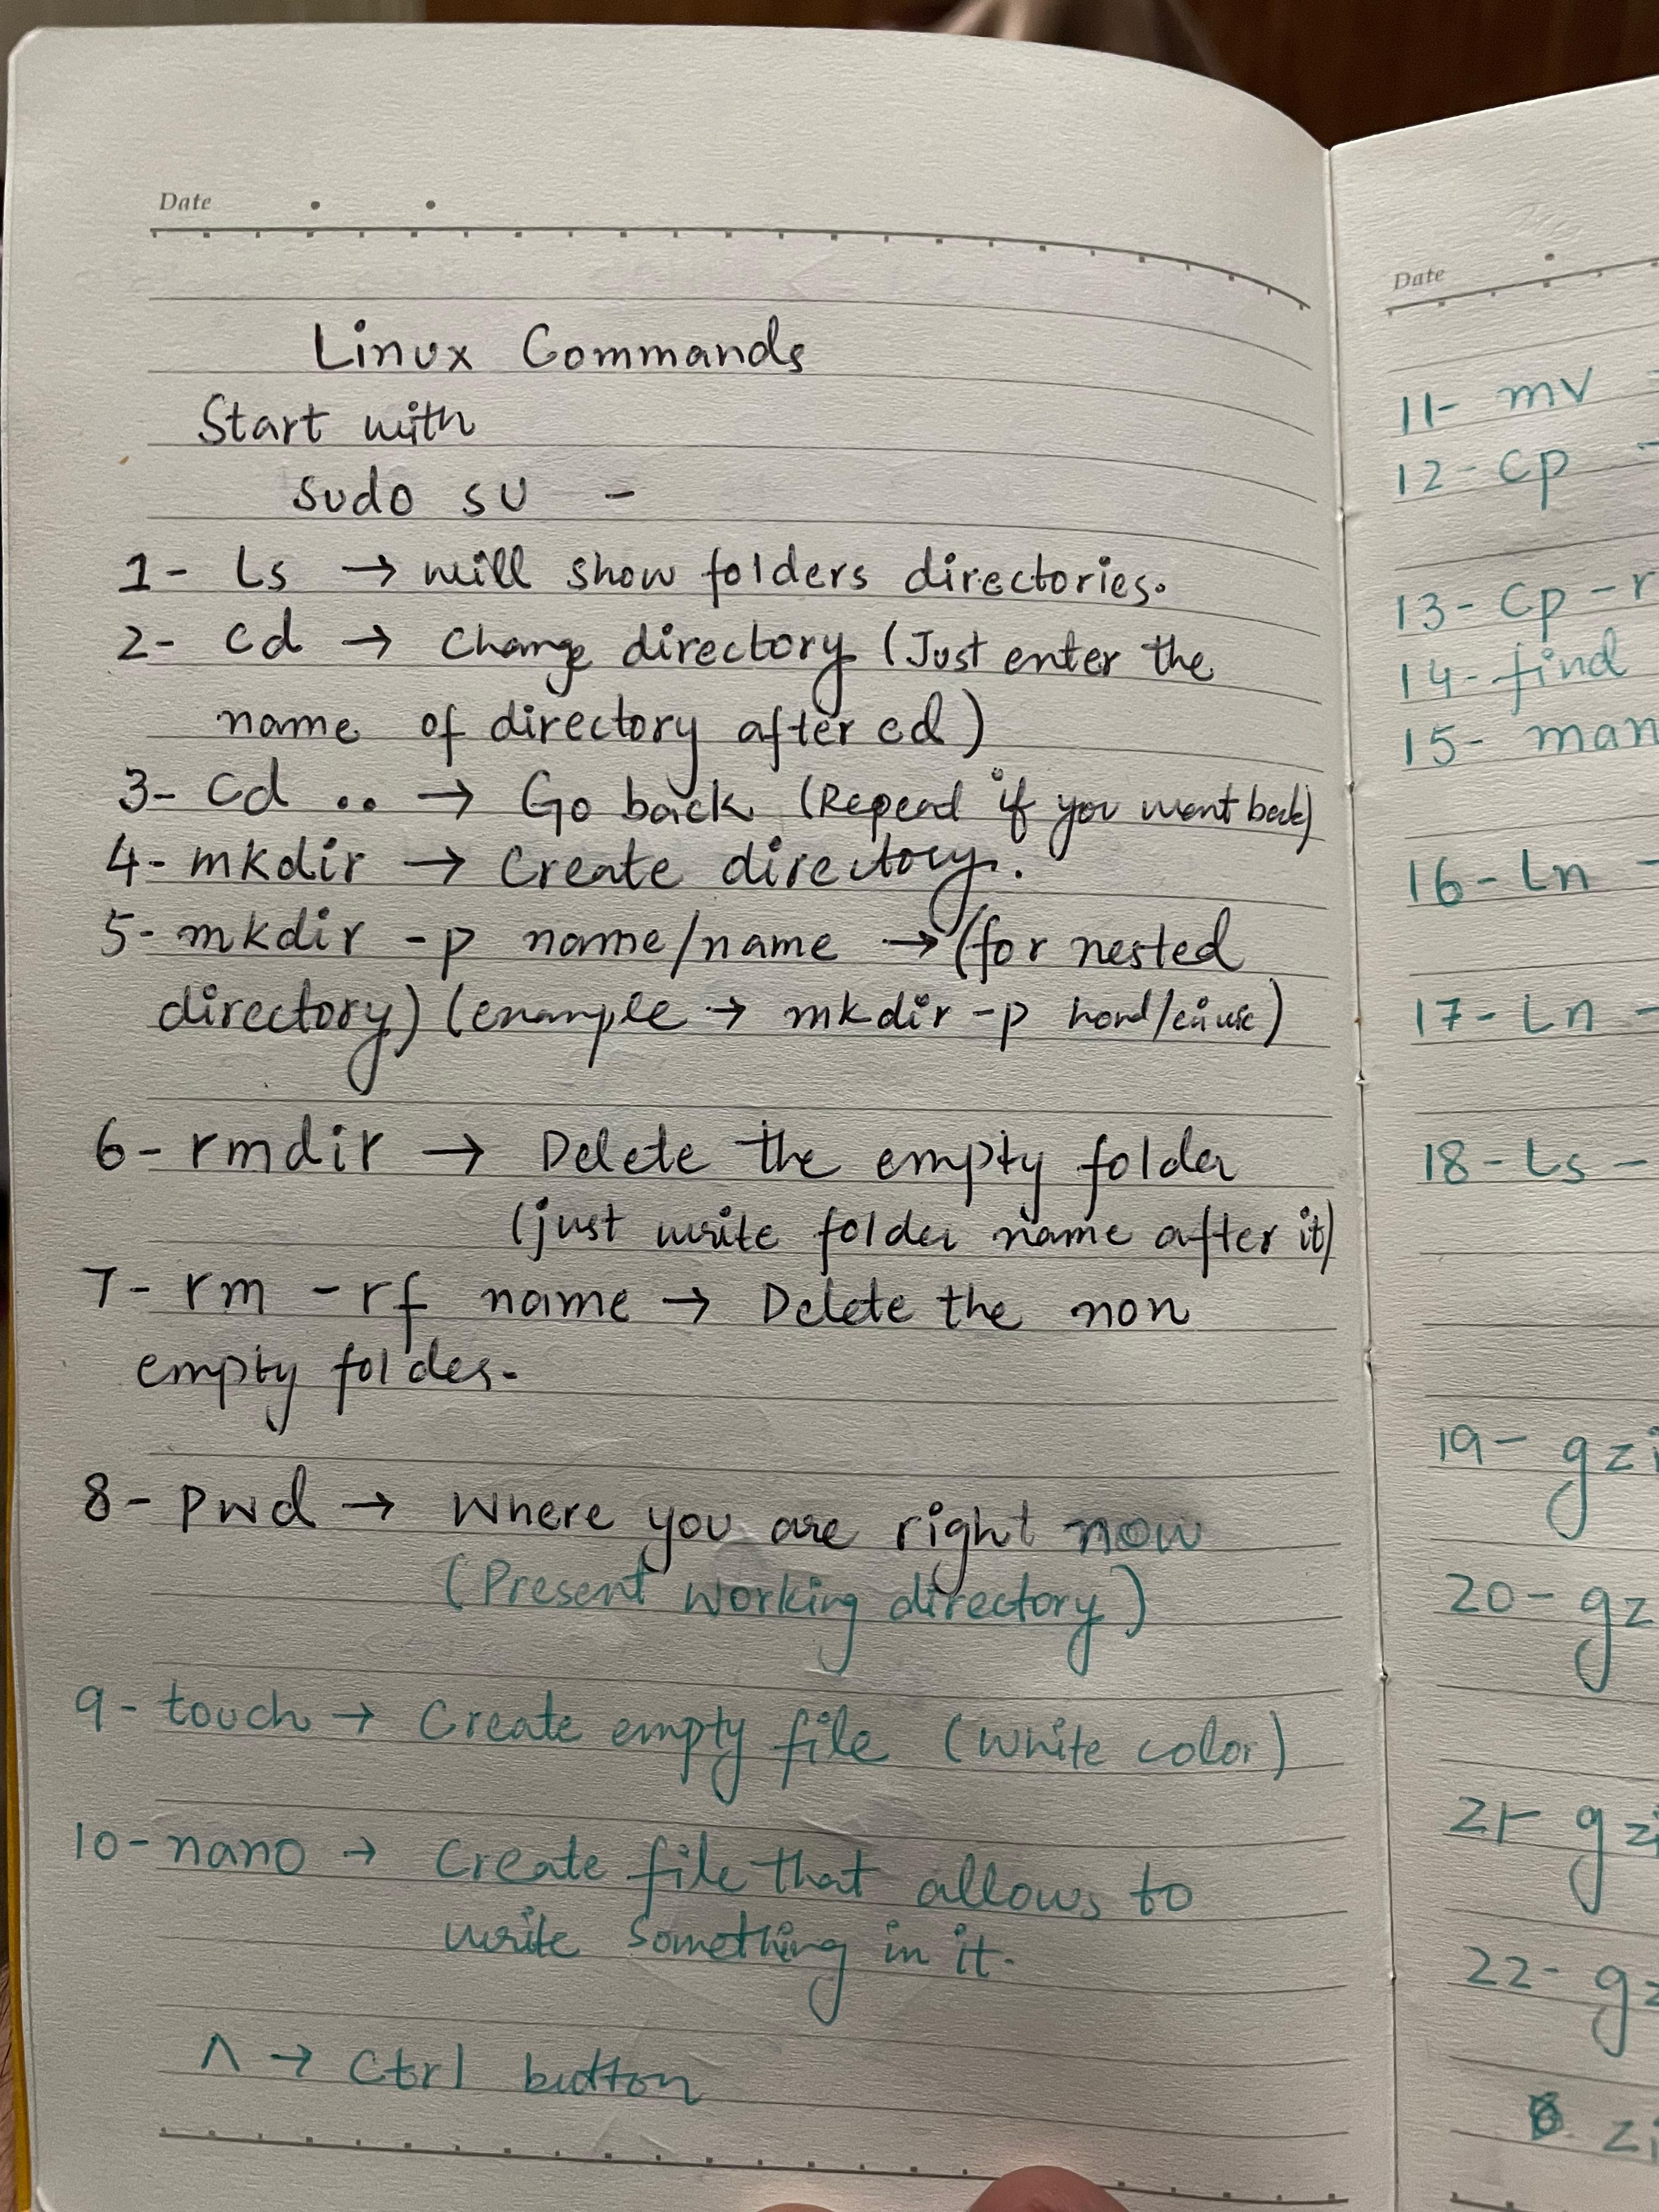 Date
Linux Commands
Start with
Sudo su -
1- Ls → will show folders directories.
2- cd → Change directory (Just enter the
name of directory after cd)
3- cd .. → Go back (Repead if you want back)
4- mkdir → Create directory.
5- mkdir -p name/name → (for nested
directory) (example → mkdir -p
6- rmdir → Delete the empty folder
(just write folder name after it)
7- rm -rf name → Delete the non
empty folder.
8- pwd → Where you are right now
(Present working directory)
9- touch → Create empty file (white color)
10- nano → Create file that allows to
write something in it.
^ → Ctrl button
Date
11- mv
12- cp
13- cp -r
14- find
15- man
16- Ln
17- Ln
18- Ls -
19- gzi
20- gz
21- gzi
22- gz
zi